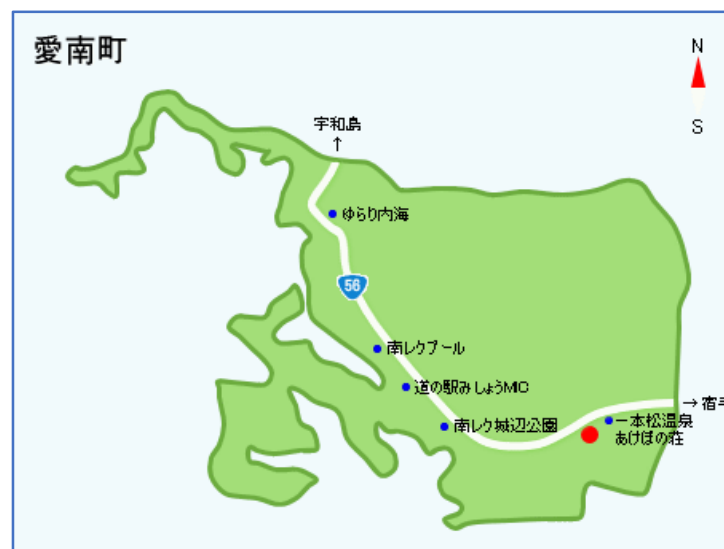 愛南町
N
S
宇和島
↑
ゆらり内海
56
南レクプール
道の駅みしょうMC
→宿毛
南レク城辺公園
一本松温泉
あけぼの荘